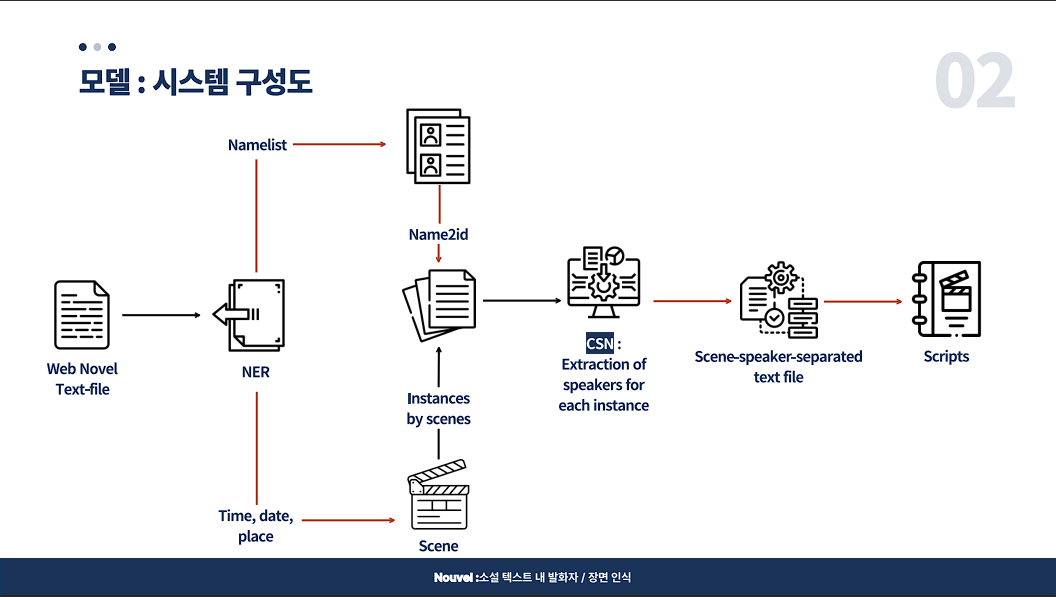 모델 : 시스템 구성도
02
Namelist
Name2id
Web Novel
Text-file
NER
Instances
by scenes
CSN :
Extraction of
speakers for
each instance
Scene-speaker-separated
text file
Scripts
Time, date,
place
Scene
Nouvel :소설 텍스트 내 발화자 / 장면 인식